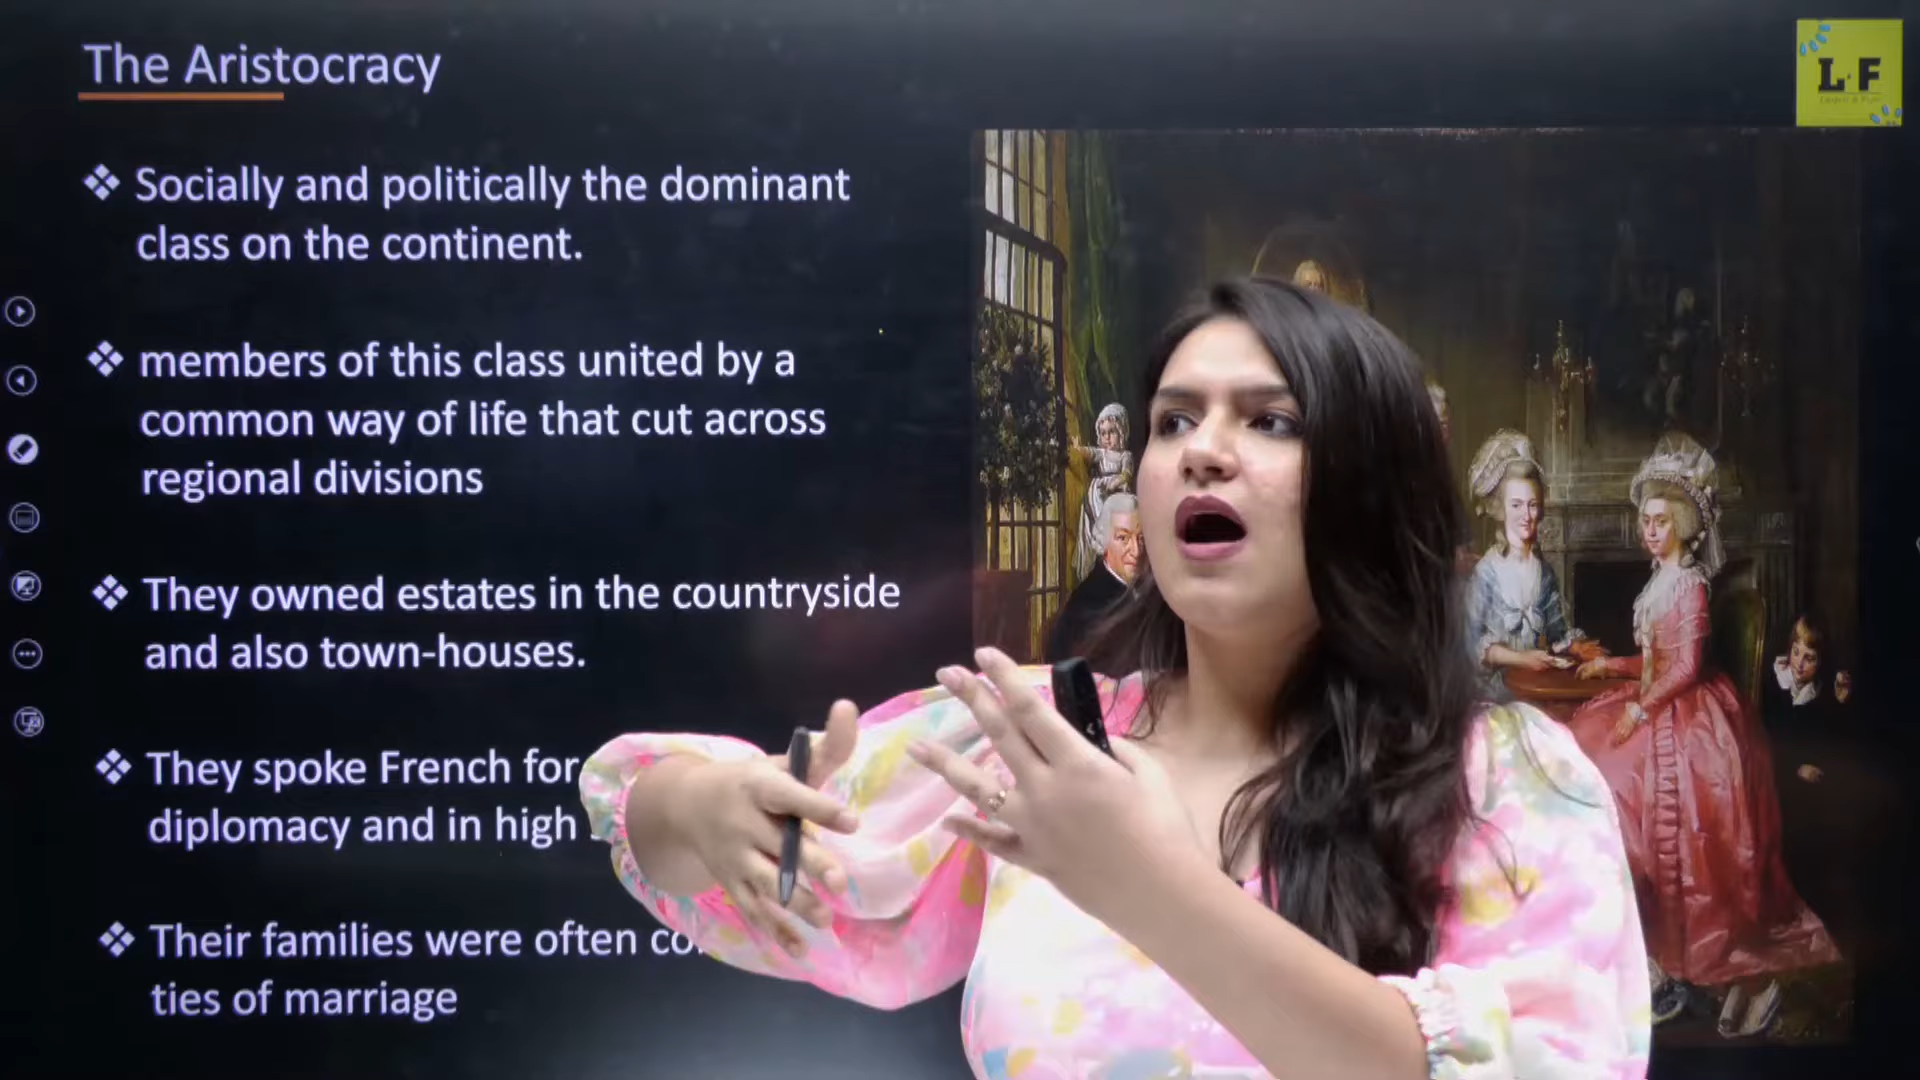 The Aristocracy
L F
Socially and politically the dominant
class on the continent.
members of this class united by a
common way of life that cut across
regional divisions
They owned estates in the countryside
and also town-houses.
They spoke French for
diplomacy and in high
Their families were often
ties of marriage